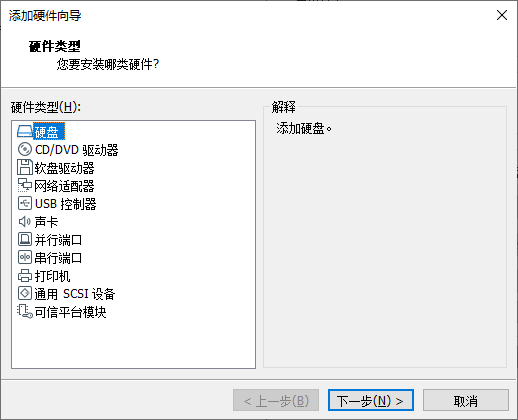 添加硬件向导
硬件类型
您要安装哪类硬件?
硬件类型(H):
硬盘
CD/DVD 驱动器
软盘驱动器
网络适配器
USB 控制器
声卡
并行端口
串行端口
打印机
通用 SCSI 设备
可信平台模块
解释
添加硬盘。
< 上一步(B)
下一步(N) >
取消